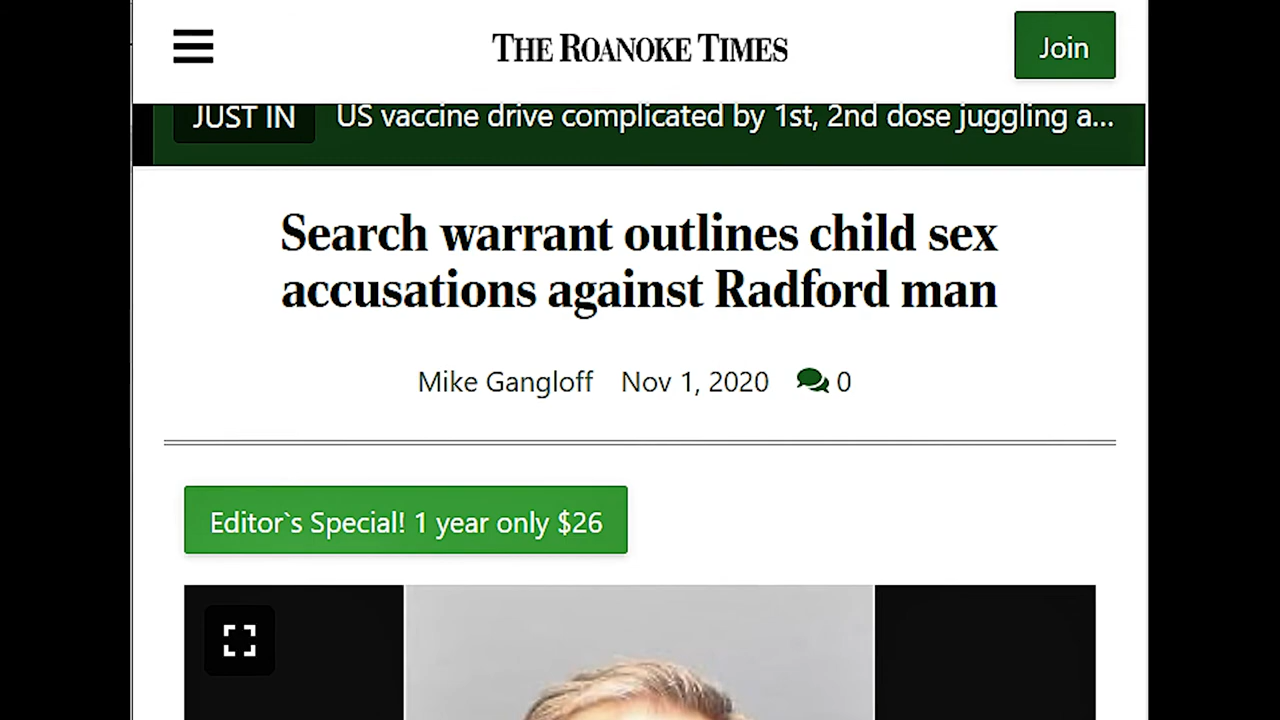 THE ROANOKE TIMES
Join
JUST IN US vaccine drive complicated by 1st, 2nd dose juggling a...
Search warrant outlines child sex
accusations against Radford man
Mike Gangloff Nov 1, 2020 0
Editor`s Special! 1 year only $26